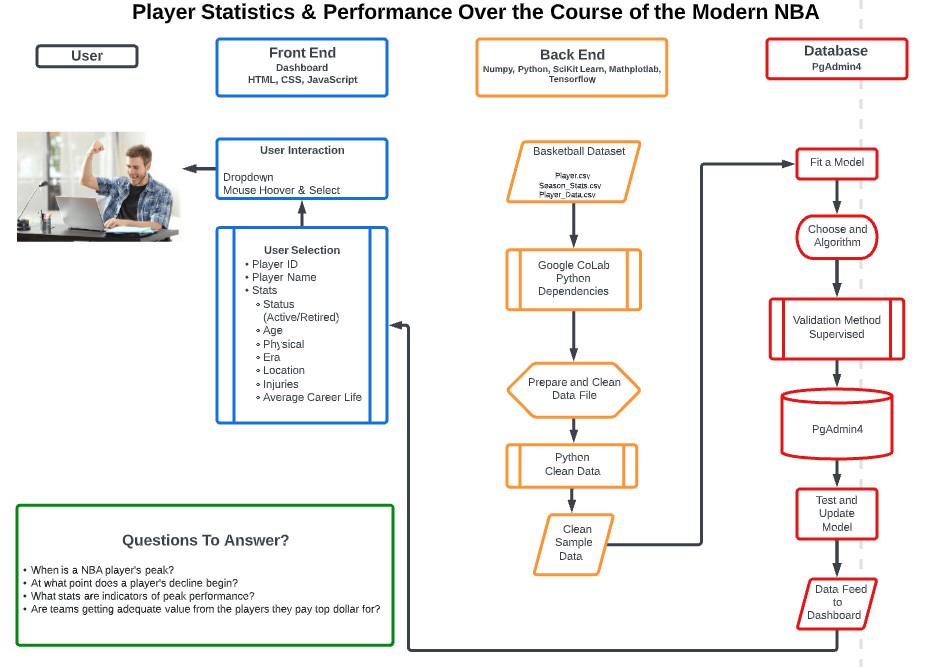 Player Statistics & Performance Over the Course of the Modern NBA
User
Front End
Dashboard
HTML, CSS, JavaScript
Back End
Numpy, Python, SciKit Learn, Mathplotlab,
Tensorflow
Database
PgAdmin4
User Interaction
Dropdown
Mouse Hoover & Select
User Selection
• Player ID
• Player Name
• Stats
∘ Status
(Active/Retired)
∘ Age
∘ Physical
∘ Era
∘ Location
∘ Injuries
∘ Average Career Life
Basketball Dataset
Player.csv
Season_Stats.csv
Player_Data.csv
Google CoLab
Python
Dependencies
Prepare and Clean
Data File
Python
Clean Data
Clean
Sample
Data
Fit a Model
Choose and
Algorithm
Validation Method
Supervised
PgAdmin4
Test and
Update
Model
Data Feed
to
Dashboard
Questions To Answer?
• When is a NBA player's peak?
• At what point does a player's decline begin?
• What stats are indicators of peak performance?
• Are teams getting adequate value from the players they pay top dollar for?